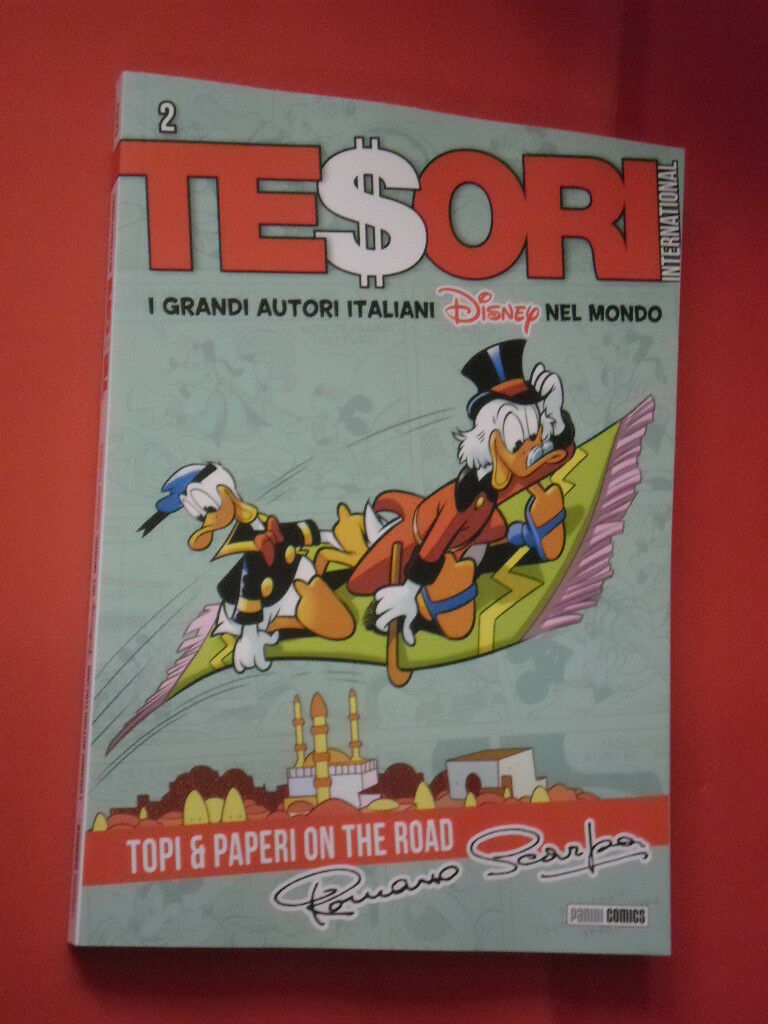 2
TE$ORI
INTERNATIONAL
I GRANDI AUTORI ITALIANI Disney NEL MONDO
TOPI & PAPERI ON THE ROAD
Romano Scarpa
PANINI COMICS